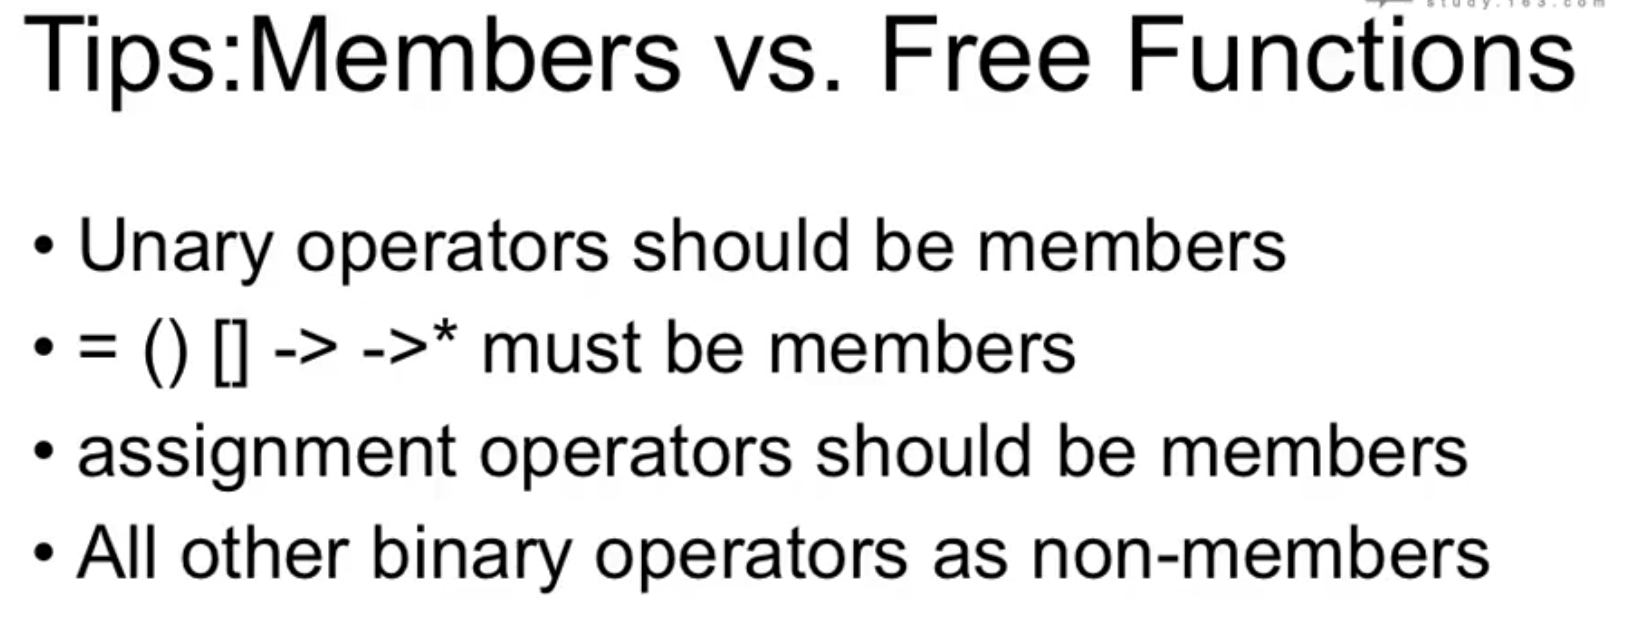 study.163.com
Tips:Members vs. Free Functions
• Unary operators should be members
• = () [] -> ->* must be members
• assignment operators should be members
• All other binary operators as non-members